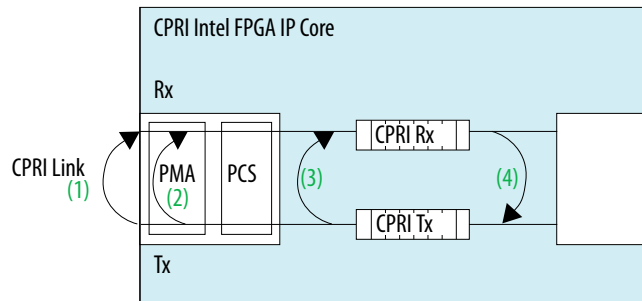 CPRI Intel FPGA IP Core
Rx
CPRI Rx
CPRI Link
(1)
PMA
(2)
PCS
(3)
(4)
CPRI Tx
Tx